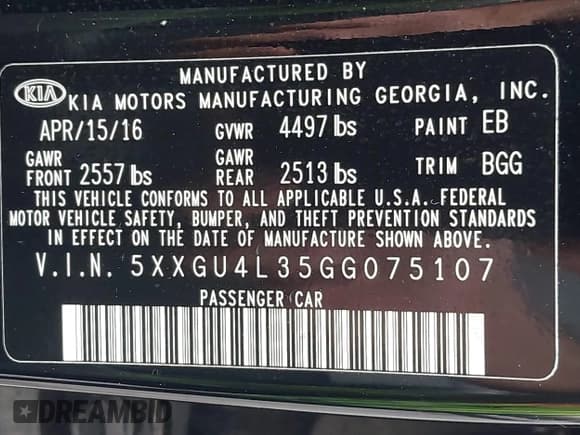 MANUFACTURED BY
KIA KIA MOTORS MANUFACTURING GEORGIA, INC.
APR/15/16 GVWR 4497 lbs PAINT EB
GAWR FRONT 2557 lbs GAWR REAR 2513 lbs TRIM BGG
THIS VEHICLE CONFORMS TO ALL APPLICABLE U.S.A. FEDERAL
MOTOR VEHICLE SAFETY, BUMPER, AND THEFT PREVENTION STANDARDS
IN EFFECT ON THE DATE OF MANUFACTURE SHOWN ABOVE.
V.I.N. 5XXGU4L35GG075107
PASSENGER CAR
DREAMBID